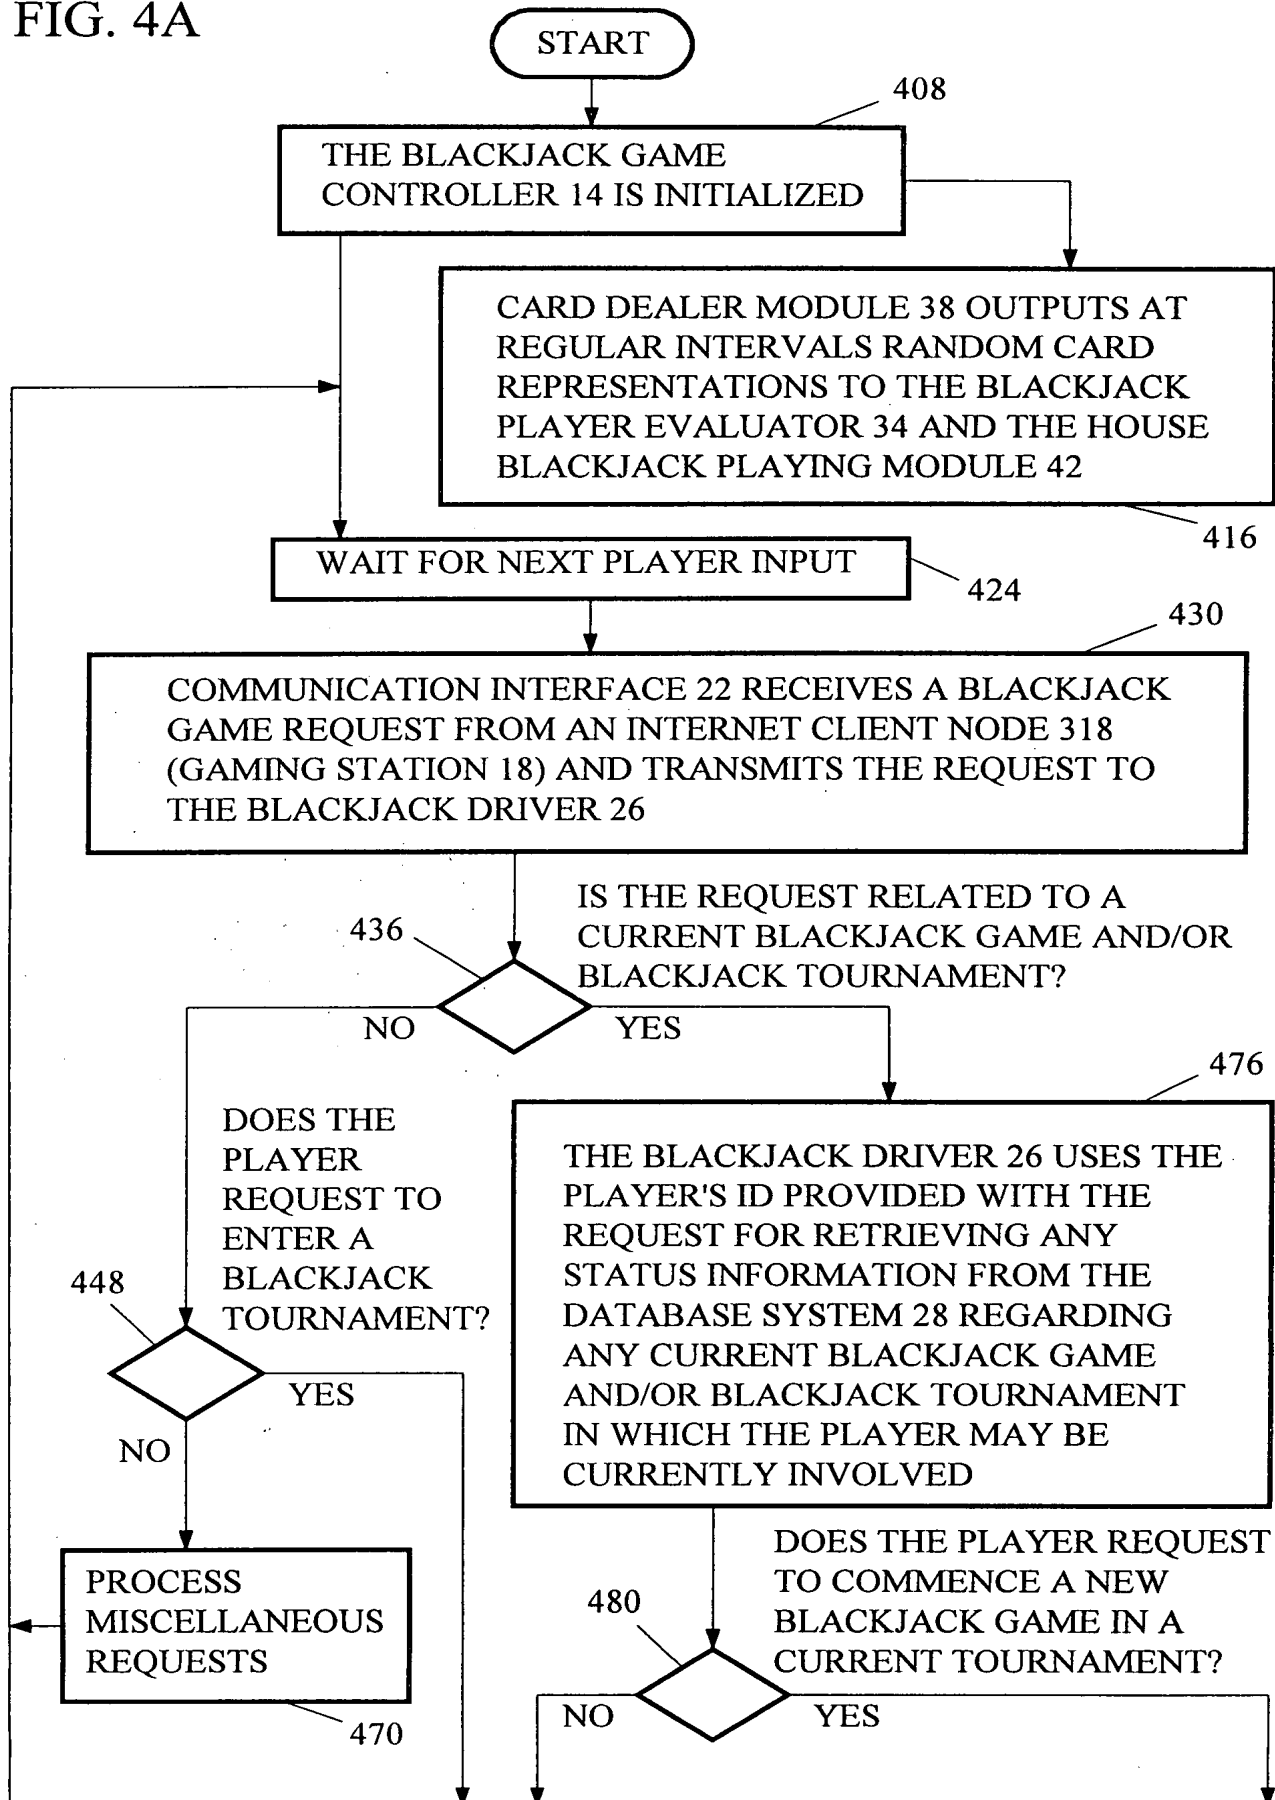 FIG. 4A
START
408
THE BLACKJACK GAME
CONTROLLER 14 IS INITIALIZED
CARD DEALER MODULE 38 OUTPUTS AT
REGULAR INTERVALS RANDOM CARD
REPRESENTATIONS TO THE BLACKJACK
PLAYER EVALUATOR 34 AND THE HOUSE
BLACKJACK PLAYING MODULE 42
416
WAIT FOR NEXT PLAYER INPUT
424
430
COMMUNICATION INTERFACE 22 RECEIVES A BLACKJACK
GAME REQUEST FROM AN INTERNET CLIENT NODE 318
(GAMING STATION 18) AND TRANSMITS THE REQUEST TO
THE BLACKJACK DRIVER 26
IS THE REQUEST RELATED TO A
CURRENT BLACKJACK GAME AND/OR
BLACKJACK TOURNAMENT?
436
NO
YES
476
DOES THE
PLAYER
REQUEST TO
ENTER A
BLACKJACK
TOURNAMENT?
448
YES
NO
THE BLACKJACK DRIVER 26 USES THE
PLAYER'S ID PROVIDED WITH THE
REQUEST FOR RETRIEVING ANY
STATUS INFORMATION FROM THE
DATABASE SYSTEM 28 REGARDING
ANY CURRENT BLACKJACK GAME
AND/OR BLACKJACK TOURNAMENT
IN WHICH THE PLAYER MAY BE
CURRENTLY INVOLVED
PROCESS
MISCELLANEOUS
REQUESTS
470
DOES THE PLAYER REQUEST
TO COMMENCE A NEW
BLACKJACK GAME IN A
CURRENT TOURNAMENT?
480
NO
YES